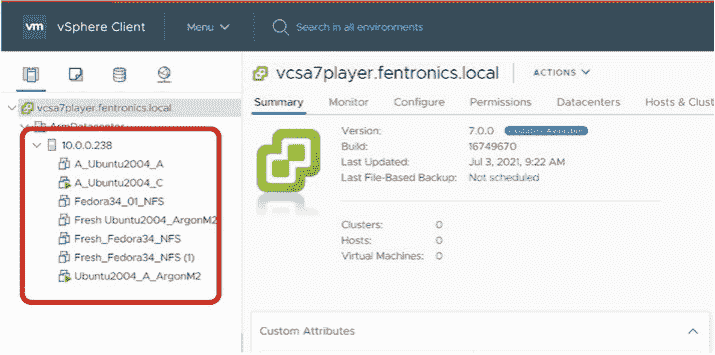 vm vSphere Client Menu Search in all environments
vcsa7player.fentronics.local
ArmDatacenter
10.0.0.238
A_Ubuntu2004_A
A_Ubuntu2004_C
Fedora34_01_NFS
Fresh Ubuntu2004_ArgonM2
Fresh_Fedora34_NFS
Fresh_Fedora34_NFS (1)
Ubuntu2004_A_ArgonM2
vcsa7player.fentronics.local ACTIONS
Summary Monitor Configure Permissions Datacenters Hosts & Clust
Version: 7.0.0
Build: 16749670
Last Updated: Jul 3, 2021, 9:22 AM
Last File-Based Backup: Not scheduled
Clusters: 0
Hosts: 0
Virtual Machines: 0
Custom Attributes